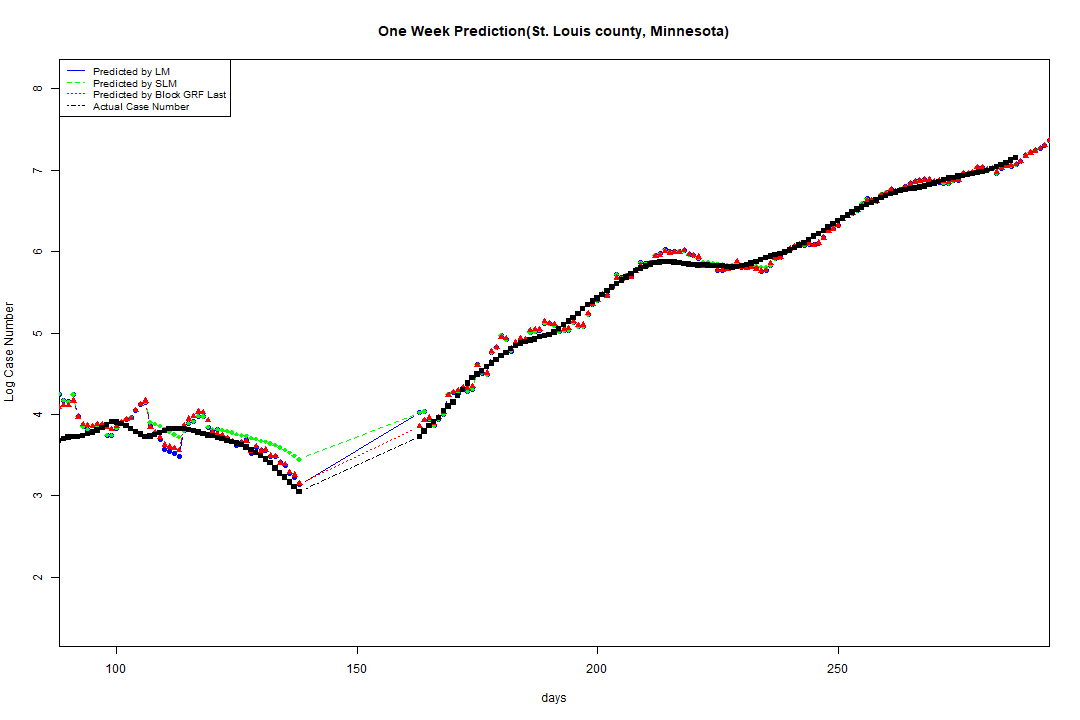 One Week Prediction(St. Louis county, Minnesota)
Predicted by LM
Predicted by SLM
Predicted by Block GRF Last
Actual Case Number
8
7
6
5
4
3
2
Log Case Number
100 150 200 250
days